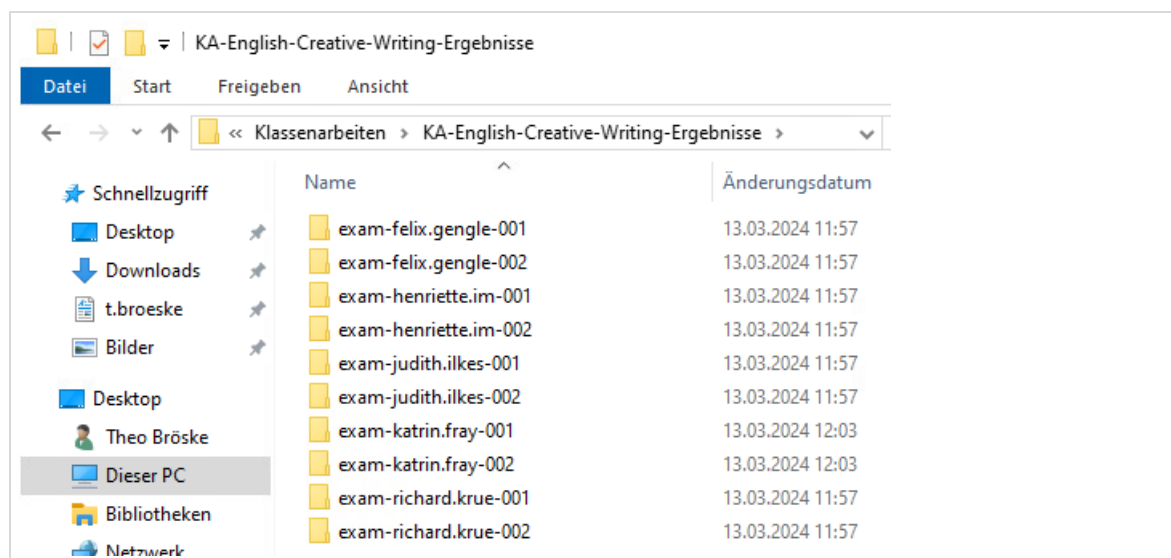 KA-English-Creative-Writing-Ergebnisse
Datei Start Freigeben Ansicht
« Klassenarbeiten › KA-English-Creative-Writing-Ergebnisse ›
Schnellzugriff
Desktop
Downloads
t.broeske
Bilder
Desktop
Theo Bröske
Dieser PC
Bibliotheken
Netzwerk
Name Änderungsdatum
exam-felix.gengle-001 13.03.2024 11:57
exam-felix.gengle-002 13.03.2024 11:57
exam-henriette.im-001 13.03.2024 11:57
exam-henriette.im-002 13.03.2024 11:57
exam-judith.ilkes-001 13.03.2024 11:57
exam-judith.ilkes-002 13.03.2024 11:57
exam-katrin.fray-001 13.03.2024 12:03
exam-katrin.fray-002 13.03.2024 12:03
exam-richard.krue-001 13.03.2024 11:57
exam-richard.krue-002 13.03.2024 11:57